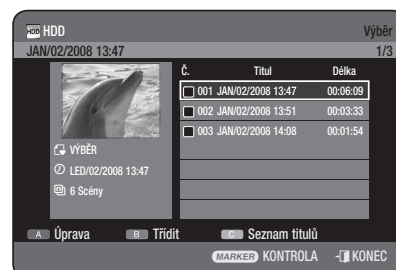 HDD HDD Výběr
JAN/02/2008 13:47 1/3
Č. Titul Délka
001 JAN/02/2008 13:47 00:06:09
002 JAN/02/2008 13:51 00:03:33
003 JAN/02/2008 14:08 00:01:54
VÝBĚR
LED/02/2008 13:47
6 Scény
A Úprava B Třídit C Seznam titulů
MARKER KONTROLA KONEC